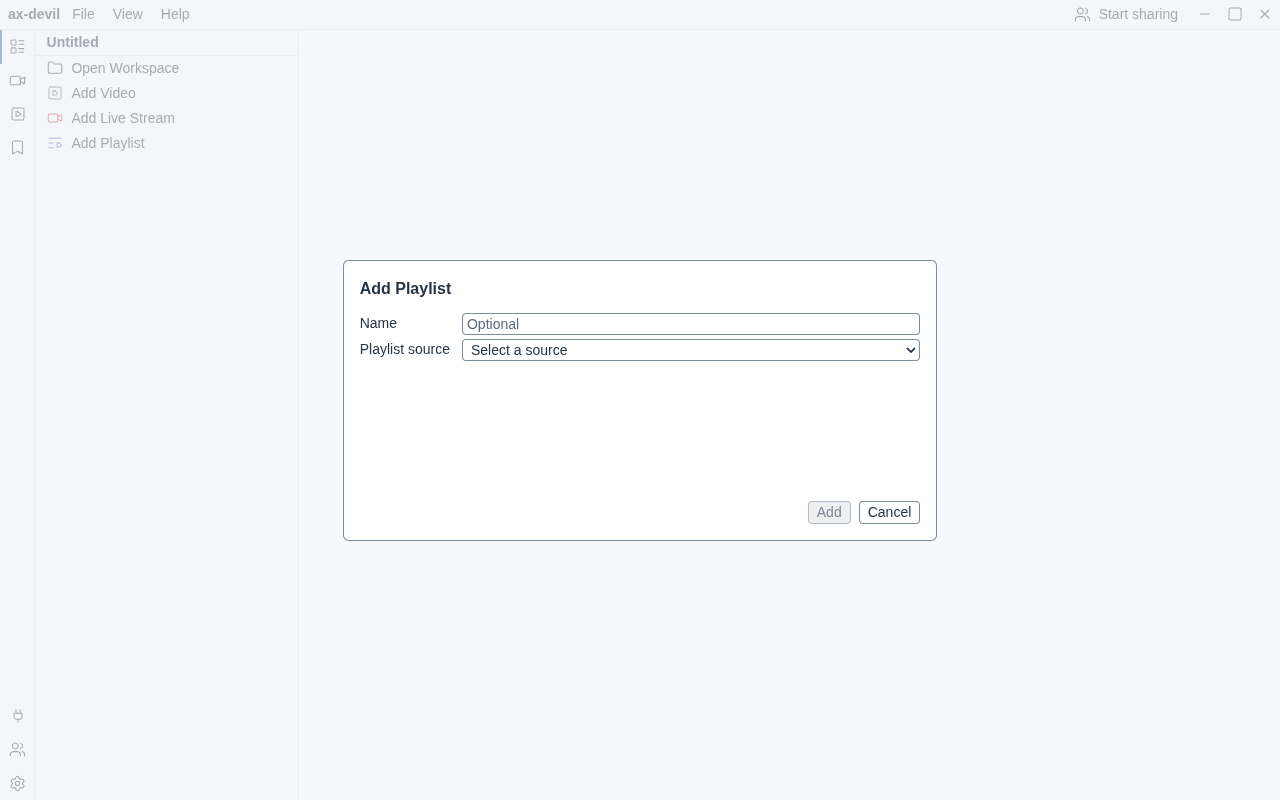 ax-devil File View Help Start sharing
Untitled
Open Workspace
Add Video
Add Live Stream
Add Playlist
Add Playlist
Name Optional
Playlist source Select a source
Add Cancel